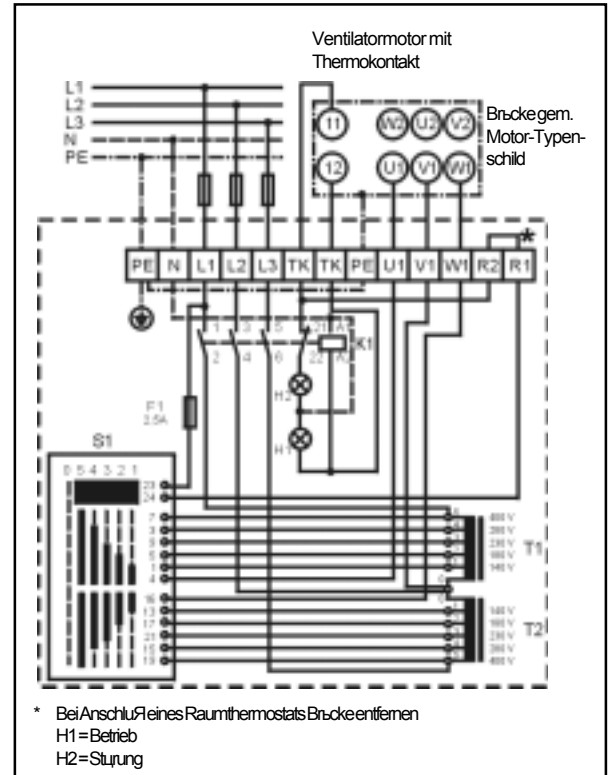 Ventilatormotor mit
Thermokontakt
L1
L2
L3
N
PE
11 W2 U2 V2
12 U1 V1 W1
Brьcke gem.
Motor-Typen-
schild
*
PE N L1 L2 L3 TK TK PE U1 V1 W1 R2 R1
1 3 5 21 A1
K1
2 4 6 22
H2
H1
F1
2.5A
S1
0 5 4 3 2 1
23
24
7
3
9
5
1
4
16
13
17
21
15
19
400 V
280 V
230 V
180 V
140 V
T1
0
0
140 V
180 V
230 V
280 V
400 V
T2
* Bei AnschluЯ eines Raumthermostats Brьcke entfernen
H1=Betrieb
H2=Stцrung